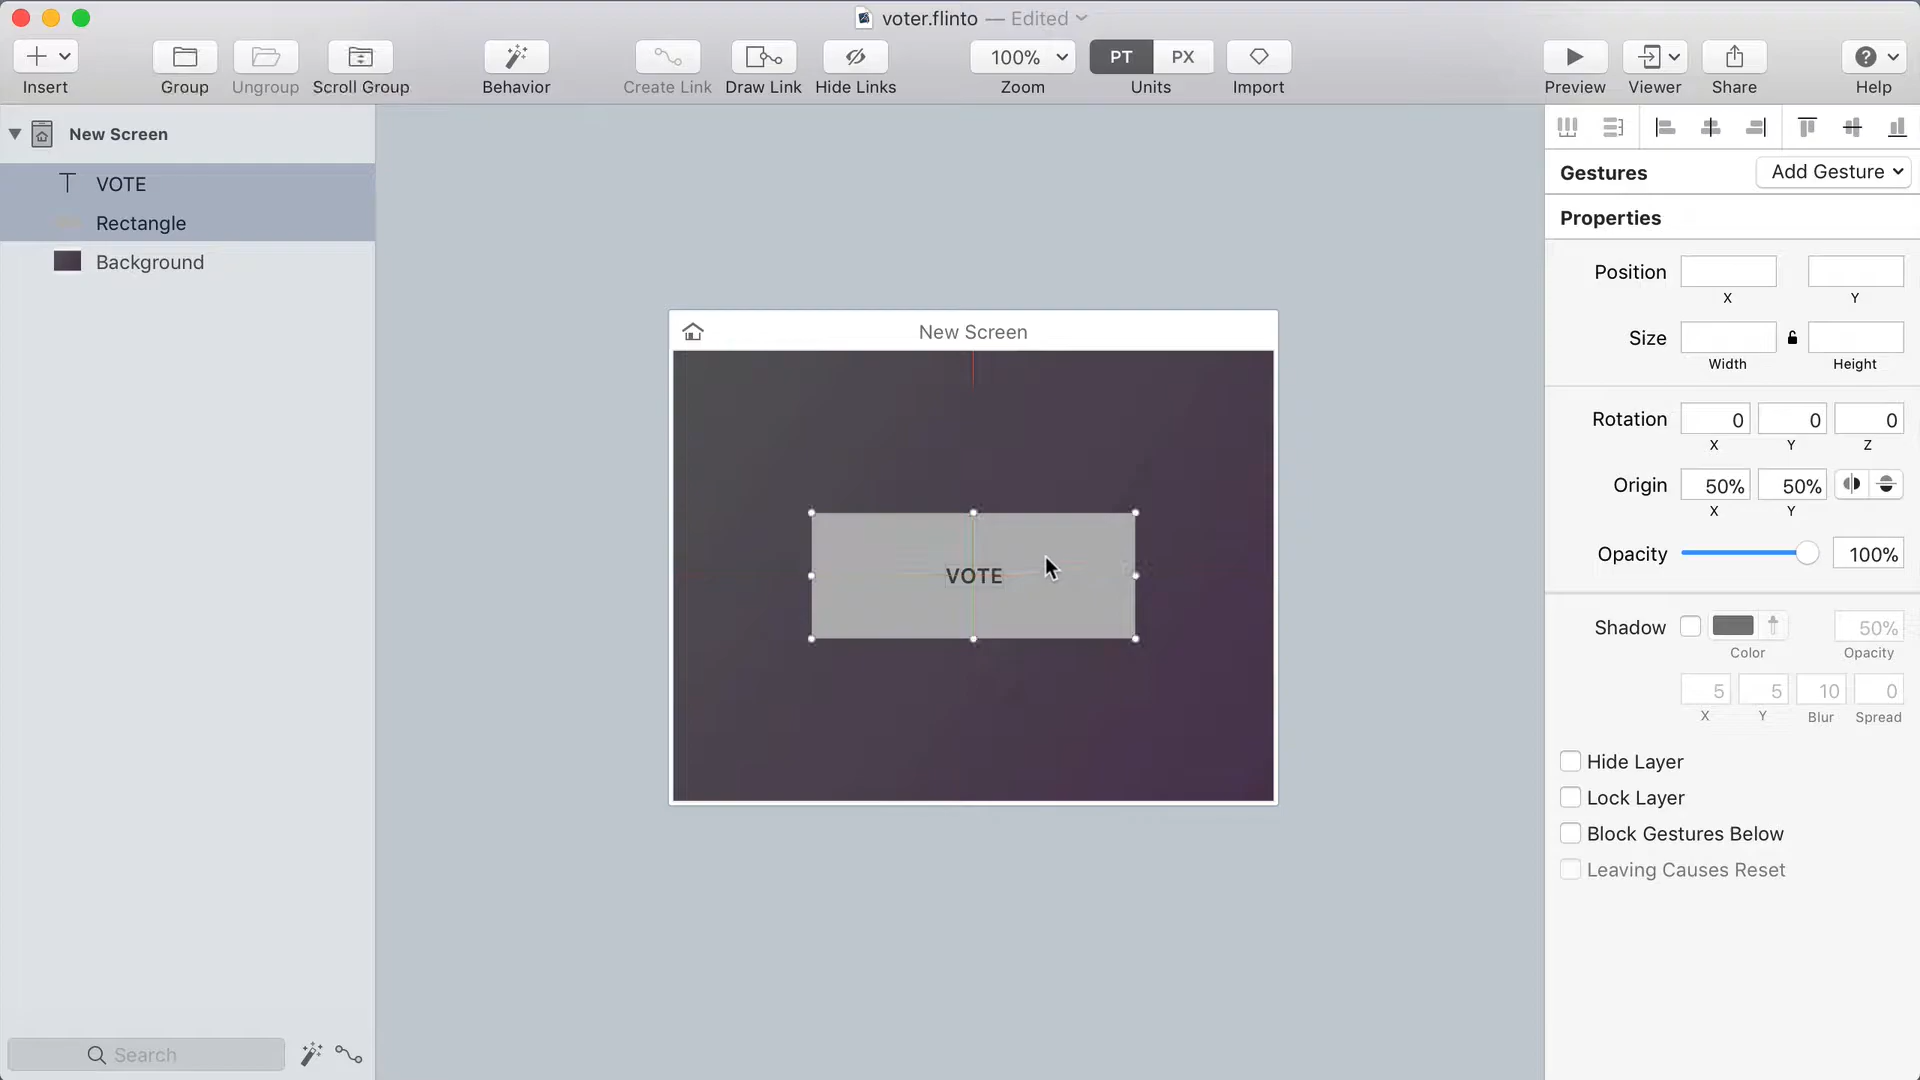 voter.flinto — Edited
Insert
Group
Ungroup
Scroll Group
Behavior
Create Link
Draw Link
Hide Links
100%
Zoom
PT
PX
Units
Import
Preview
Viewer
Share
?
Help
New Screen
T VOTE
Rectangle
Background
Search
New Screen
VOTE
Gestures
Add Gesture
Properties
Position
X
Y
Size
Width
Height
Rotation
0
0
0
X
Y
Z
Origin
50%
50%
X
Y
Opacity
100%
Shadow
50%
Color
Opacity
5
5
10
0
X
Y
Blur
Spread
Hide Layer
Lock Layer
Block Gestures Below
Leaving Causes Reset